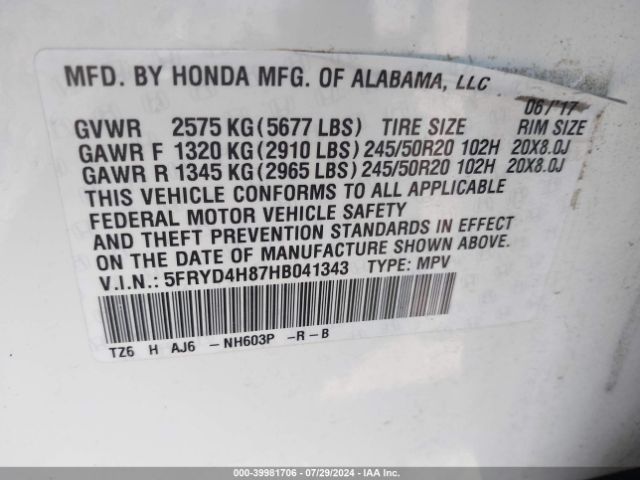 MFD. BY HONDA MFG. OF ALABAMA, LLC
06/'17
GVWR 2575 KG (5677 LBS) TIRE SIZE RIM SIZE
GAWR F 1320 KG (2910 LBS) 245/50R20 102H 20X8.0J
GAWR R 1345 KG (2965 LBS) 245/50R20 102H 20X8.0J
THIS VEHICLE CONFORMS TO ALL APPLICABLE
FEDERAL MOTOR VEHICLE SAFETY
AND THEFT PREVENTION STANDARDS IN EFFECT
ON THE DATE OF MANUFACTURE SHOWN ABOVE.
V.I.N.: 5FRYD4H87HB041343 TYPE: MPV
TZ6 H AJ6 -NH603P -R-B
000-39981706 - 07/29/2024 - IAA Inc.